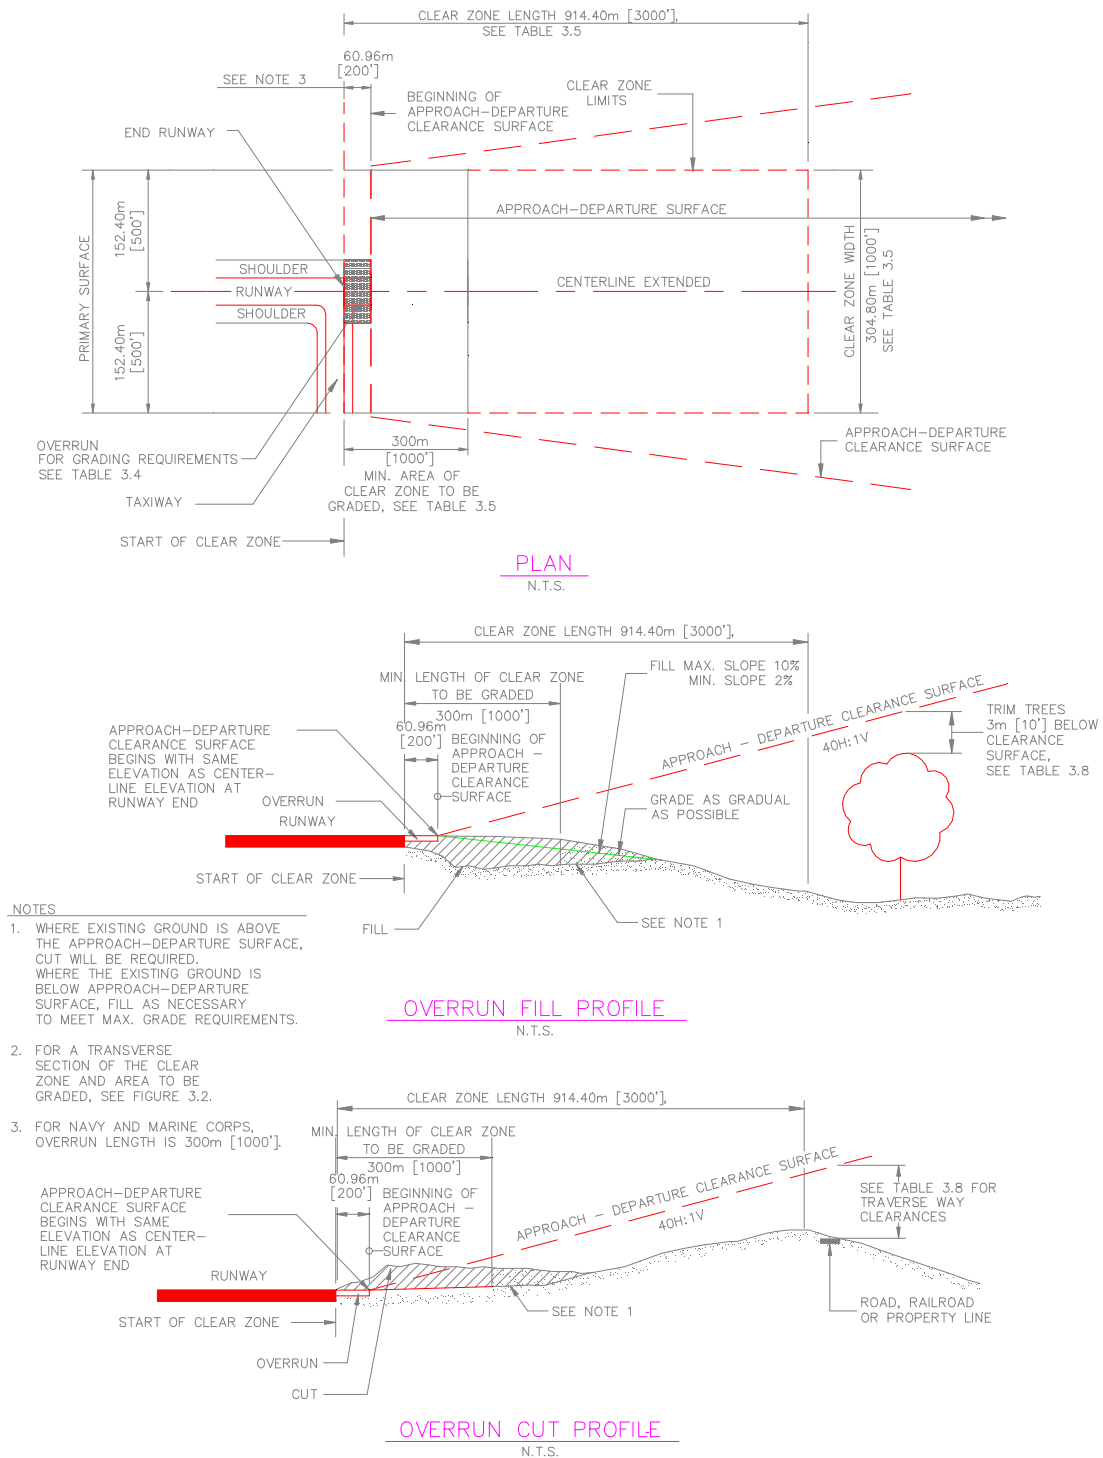 CLEAR ZONE LENGTH 914.40m [3000'],
SEE TABLE 3.5
60.96m
[200']
SEE NOTE 3
BEGINNING OF
APPROACH-DEPARTURE
CLEARANCE SURFACE
CLEAR ZONE
LIMITS
END RUNWAY
APPROACH-DEPARTURE SURFACE
PRIMARY SURFACE
152.40m
[500']
152.40m
[500']
SHOULDER
RUNWAY
SHOULDER
CENTERLINE EXTENDED
CLEAR ZONE WIDTH
304.80m [1000']
SEE TABLE 3.5
OVERRUN
FOR GRADING REQUIREMENTS
SEE TABLE 3.4
TAXIWAY
300m
[1000']
MIN. AREA OF
CLEAR ZONE TO BE
GRADED, SEE TABLE 3.5
APPROACH-DEPARTURE
CLEARANCE SURFACE
START OF CLEAR ZONE
PLAN
N.T.S.
CLEAR ZONE LENGTH 914.40m [3000'],
MIN. LENGTH OF CLEAR ZONE
TO BE GRADED
300m [1000']
FILL MAX. SLOPE 10%
MIN. SLOPE 2%
60.96m
[200']
BEGINNING OF
APPROACH -
DEPARTURE
CLEARANCE
SURFACE
APPROACH-DEPARTURE
CLEARANCE SURFACE
BEGINS WITH SAME
ELEVATION AS CENTER-
LINE ELEVATION AT
RUNWAY END
OVERRUN
RUNWAY
APPROACH - DEPARTURE CLEARANCE SURFACE
40H:1V
TRIM TREES
3m [10'] BELOW
CLEARANCE
SURFACE,
SEE TABLE 3.8
GRADE AS GRADUAL
AS POSSIBLE
START OF CLEAR ZONE
FILL
SEE NOTE 1
OVERRUN FILL PROFILE
N.T.S.
NOTES
1. WHERE EXISTING GROUND IS ABOVE
THE APPROACH-DEPARTURE SURFACE,
CUT WILL BE REQUIRED.
WHERE THE EXISTING GROUND IS
BELOW APPROACH-DEPARTURE
SURFACE, FILL AS NECESSARY
TO MEET MAX. GRADE REQUIREMENTS.
2. FOR A TRANSVERSE
SECTION OF THE CLEAR
ZONE AND AREA TO BE
GRADED, SEE FIGURE 3.2.
3. FOR NAVY AND MARINE CORPS,
OVERRUN LENGTH IS 300m [1000'].
CLEAR ZONE LENGTH 914.40m [3000'],
MIN. LENGTH OF CLEAR ZONE
TO BE GRADED
300m [1000']
60.96m
[200']
BEGINNING OF
APPROACH -
DEPARTURE
CLEARANCE
SURFACE
APPROACH-DEPARTURE
CLEARANCE SURFACE
BEGINS WITH SAME
ELEVATION AS CENTER-
LINE ELEVATION AT
RUNWAY END
RUNWAY
APPROACH - DEPARTURE CLEARANCE SURFACE
40H:1V
SEE TABLE 3.8 FOR
TRAVERSE WAY
CLEARANCES
START OF CLEAR ZONE
SEE NOTE 1
ROAD, RAILROAD
OR PROPERTY LINE
OVERRUN
CUT
OVERRUN CUT PROFILE
N.T.S.